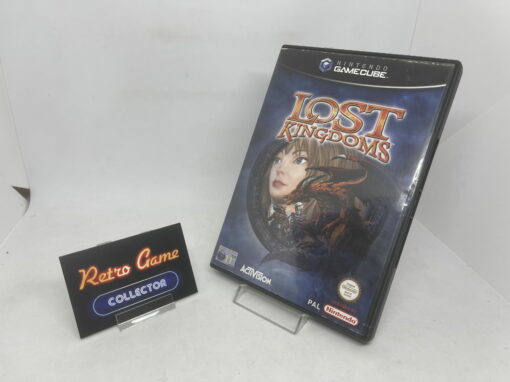 NINTENDO
GAMECUBE
LOST
KINGDOMS
ACTIVISION
PAL
Nintendo
Retro Game
COLLECTOR